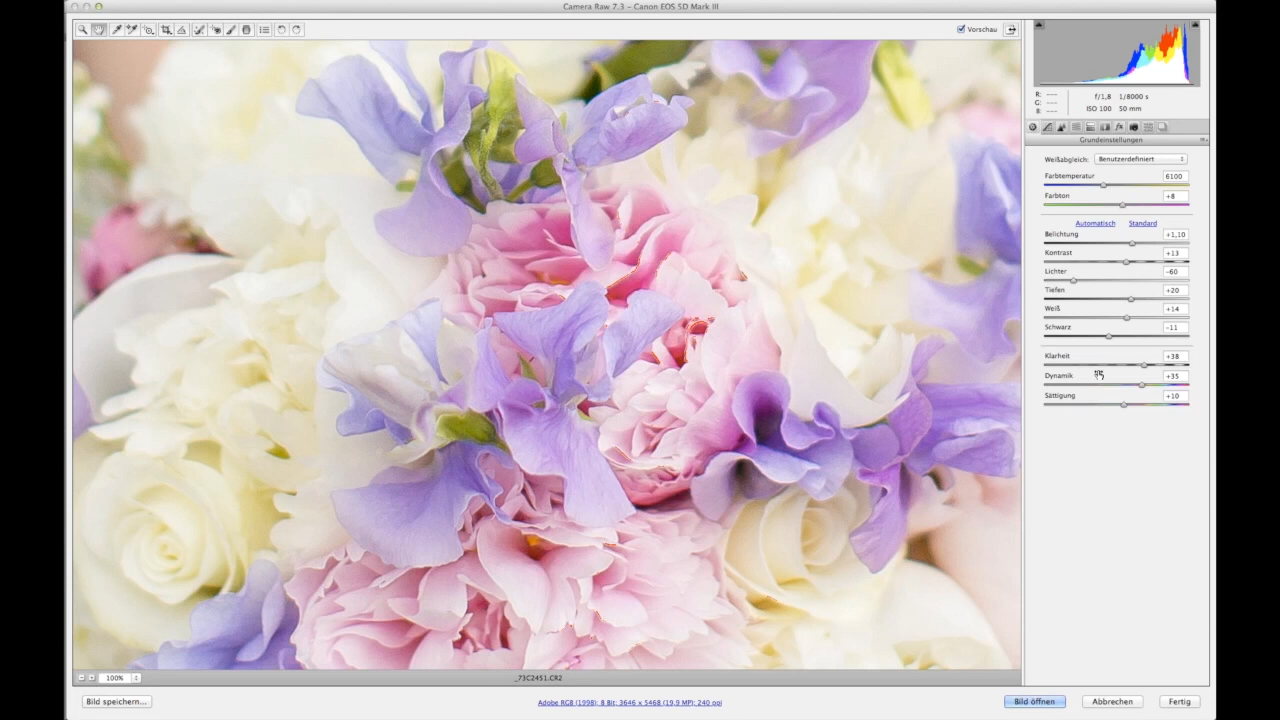 Camera Raw 7.3 - Canon EOS 5D Mark III
Vorschau
R: ---
G: ---
B: ---
f/1,8 1/8000 s
ISO 100 50 mm
Grundeinstellungen
Weißabgleich: Benutzerdefiniert
Farbtemperatur 6100
Farbton +8
Automatisch Standard
Belichtung +1,10
Kontrast +13
Lichter -60
Tiefen +20
Weiß +14
Schwarz -11
Klarheit +38
Dynamik +35
Sättigung +10
100%
_73C2451.CR2
Bild speichern...
Adobe RGB (1998); 8 Bit; 3646 x 5468 (19,9 MP); 240 ppi
Bild öffnen
Abbrechen
Fertig